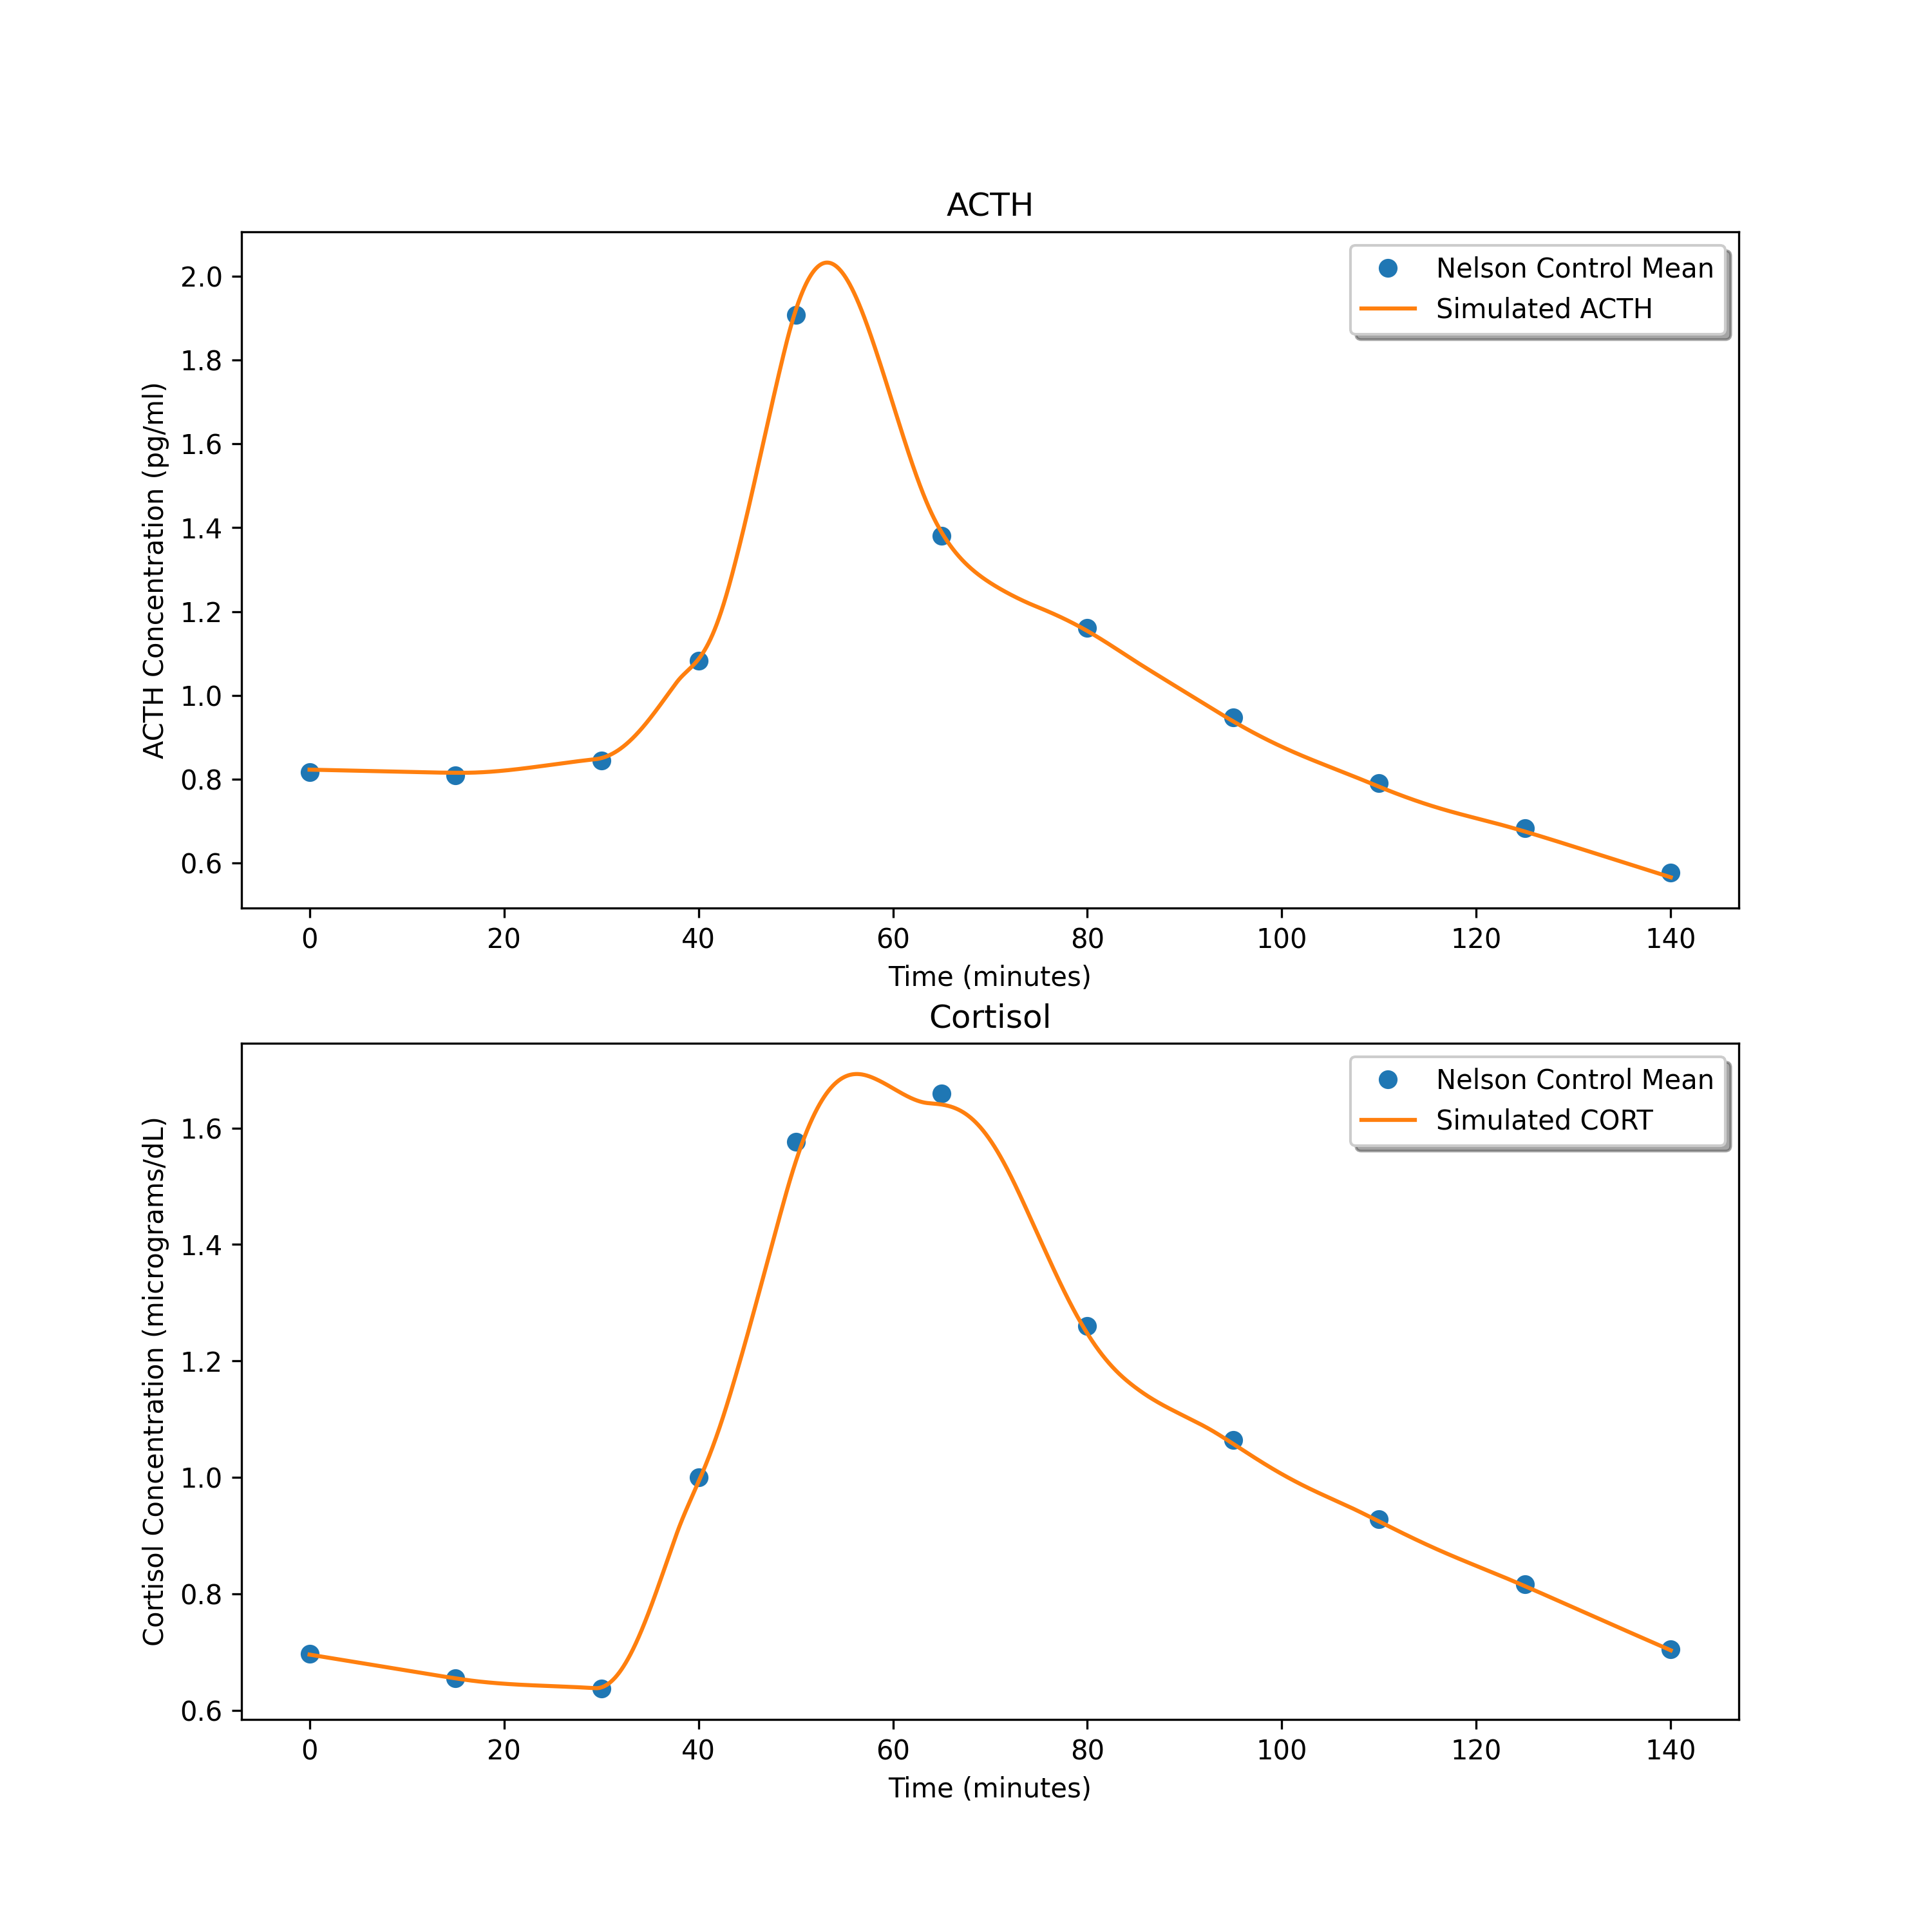 ACTH
Nelson Control Mean
Simulated ACTH
ACTH Concentration (pg/ml)
2.0
1.8
1.6
1.4
1.2
1.0
0.8
0.6
0 20 40 60 80 100 120 140
Time (minutes)
Cortisol
Nelson Control Mean
Simulated CORT
Cortisol Concentration (micrograms/dL)
1.6
1.4
1.2
1.0
0.8
0.6
0 20 40 60 80 100 120 140
Time (minutes)